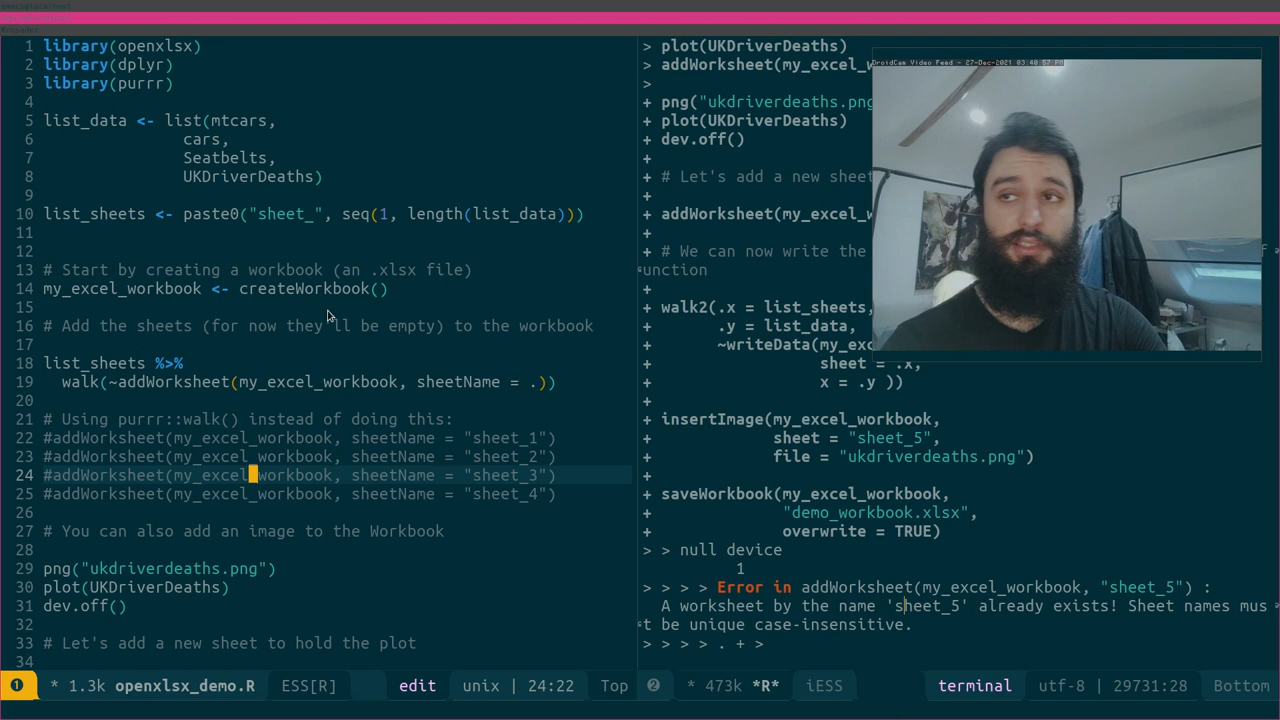 1 library(openxlsx)
2 library(dplyr)
3 library(purrr)
4
5 list_data <- list(mtcars,
6 cars,
7 Seatbelts,
8 UKDriverDeaths)
9
10 list_sheets <- paste0("sheet_", seq(1, length(list_data)))
11
12
13 # Start by creating a workbook (an .xlsx file)
14 my_excel_workbook <- createWorkbook()
15
16 # Add the sheets (for now they'll be empty) to the workbook
17
18 list_sheets %>%
19 walk(~addWorksheet(my_excel_workbook, sheetName = .))
20
21 # Using purrr::walk() instead of doing this:
22 #addWorksheet(my_excel_workbook, sheetName = "sheet_1")
23 #addWorksheet(my_excel_workbook, sheetName = "sheet_2")
24 #addWorksheet(my_excel_workbook, sheetName = "sheet_3")
25 #addWorksheet(my_excel_workbook, sheetName = "sheet_4")
26
27 # You can also add an image to the Workbook
28
29 png("ukdriverdeaths.png")
30 plot(UKDriverDeaths)
31 dev.off()
32
33 # Let's add a new sheet to hold the plot
34
> plot(UKDriverDeaths)
> addWorksheet(my_excel_w
>
+ png("ukdriverdeaths.png
+ plot(UKDriverDeaths)
+ dev.off()
+
+ # Let's add a new sheet
+
+ addWorksheet(my_excel_w
+
+ # We can now write the
unction
+
+ walk2(.x = list_sheets,
+ .y = list_data,
+ ~writeData(my_exc
+ sheet = .x,
+ x = .y ))
+
+ insertImage(my_excel_workbook,
+ sheet = "sheet_5",
+ file = "ukdriverdeaths.png")
+
+ saveWorkbook(my_excel_workbook,
+ "demo_workbook.xlsx",
+ overwrite = TRUE)
> > null device
1
> > > > Error in addWorksheet(my_excel_workbook, "sheet_5") :
A worksheet by the name 'sheet_5' already exists! Sheet names mus
t be unique case-insensitive.
> > > > . + >
DroidCam Video Feed - 27-Dec-2021 03:40:57 PM
1 * 1.3k openxlsx_demo.R ESS[R] edit unix | 24:22 Top
2 * 473k *R* iESS terminal utf-8 | 29731:28 Bottom